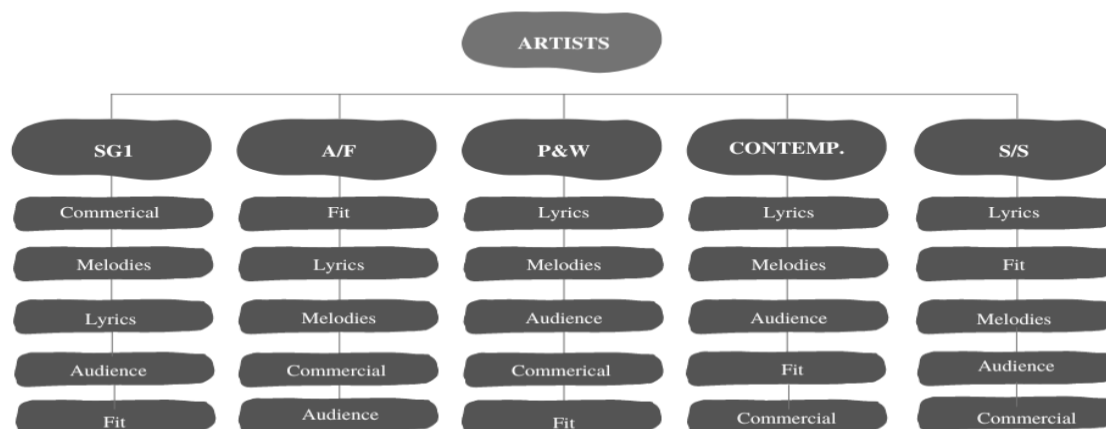 ARTISTS
SG1 A/F P&W CONTEMP. S/S
Commerical Fit Lyrics Lyrics Lyrics
Melodies Lyrics Melodies Melodies Fit
Lyrics Melodies Audience Audience Melodies
Audience Commercial Commerical Fit Audience
Fit Audience Fit Commercial Commercial